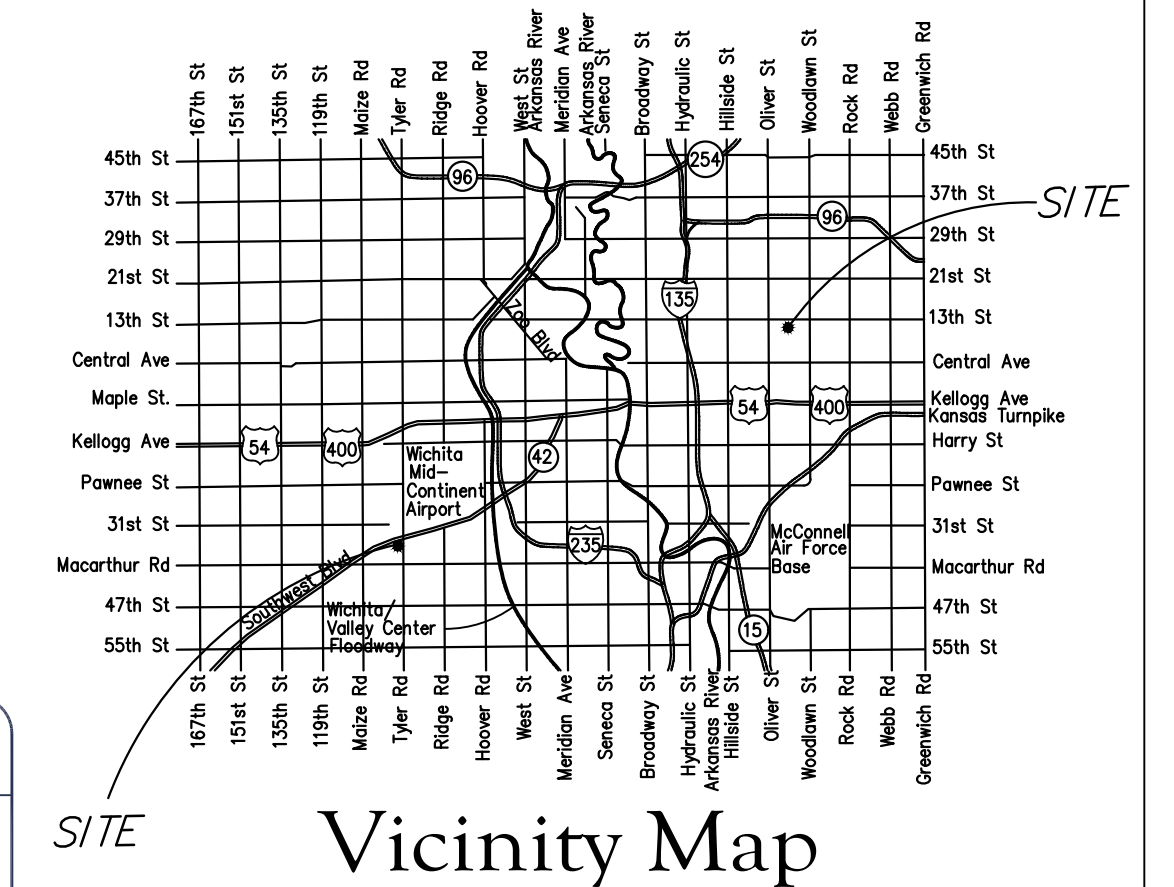 167th St
151st St
135th St
119th St
Maize Rd
Tyler Rd
Ridge Rd
Hoover Rd
West St
Arkansas River
Meridian Ave
Arkansas River
Seneca St
Broadway St
Hydraulic St
Hillside St
Oliver St
Woodlawn St
Rock Rd
Webb Rd
Greenwich Rd
45th St
254
45th St
96
37th St
37th St
SITE
96
29th St
29th St
21st St
21st St
135
13th St
Zoo Blvd
13th St
Central Ave
Central Ave
Maple St.
54
400
Kellogg Ave
Kansas Turnpike
Kellogg Ave
54
400
Harry St
Wichita
Mid-
Continent
Airport
42
Pawnee St
Pawnee St
31st St
31st St
McConnell
Air Force
Base
235
Macarthur Rd
Macarthur Rd
Southwest Blvd
47th St
47th St
Wichita/
Valley Center
Floodway
15
55th St
55th St
167th St
151st St
135th St
119th St
Maize Rd
Tyler Rd
Ridge Rd
Hoover Rd
West St
Meridian Ave
Seneca St
Broadway St
Hydraulic St
Arkansas River
Hillside St
Oliver St
Woodlawn St
Rock Rd
Webb Rd
Greenwich Rd
SITE
Vicinity Map